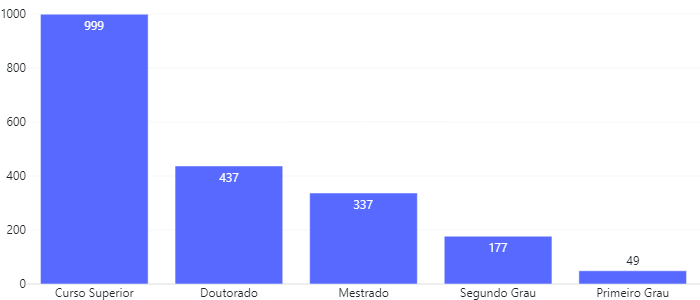 1000
999
800
600
437
400
337
200
177
49
0
Curso Superior
Doutorado
Mestrado
Segundo Grau
Primeiro Grau